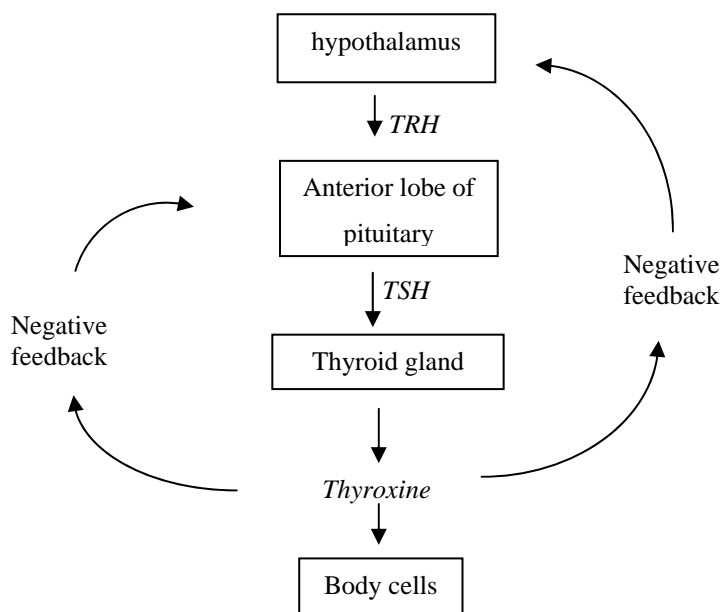 hypothalamus
TRH
Anterior lobe of
pituitary
TSH
Negative
feedback
Negative
feedback
Thyroid gland
Thyroxine
Body cells